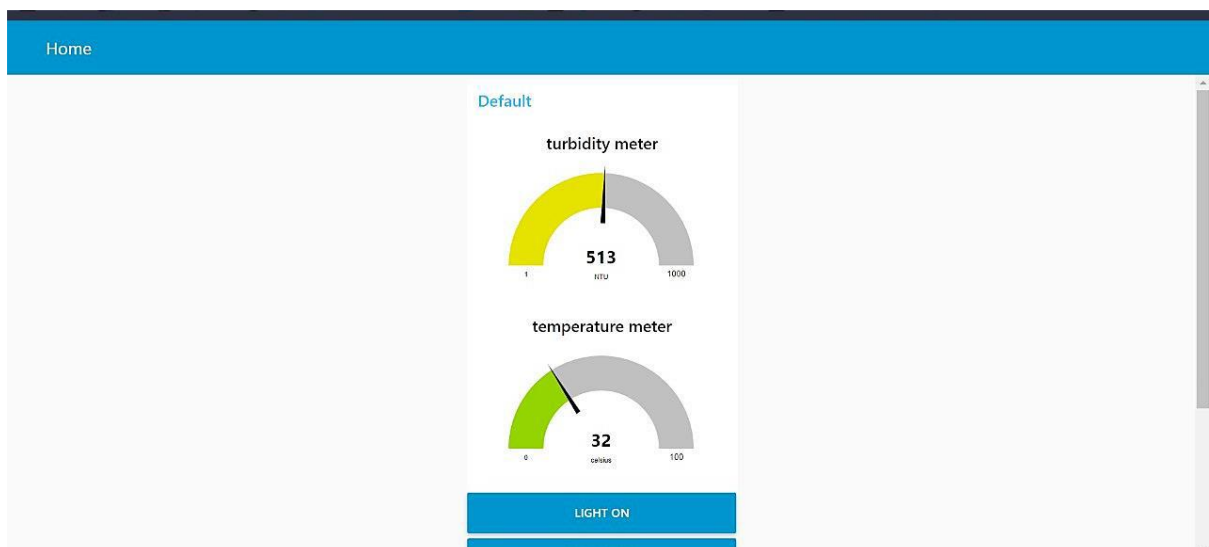 Home
Default
turbidity meter
513
NTU
1
1000
temperature meter
32
celsius
0
100
LIGHT ON